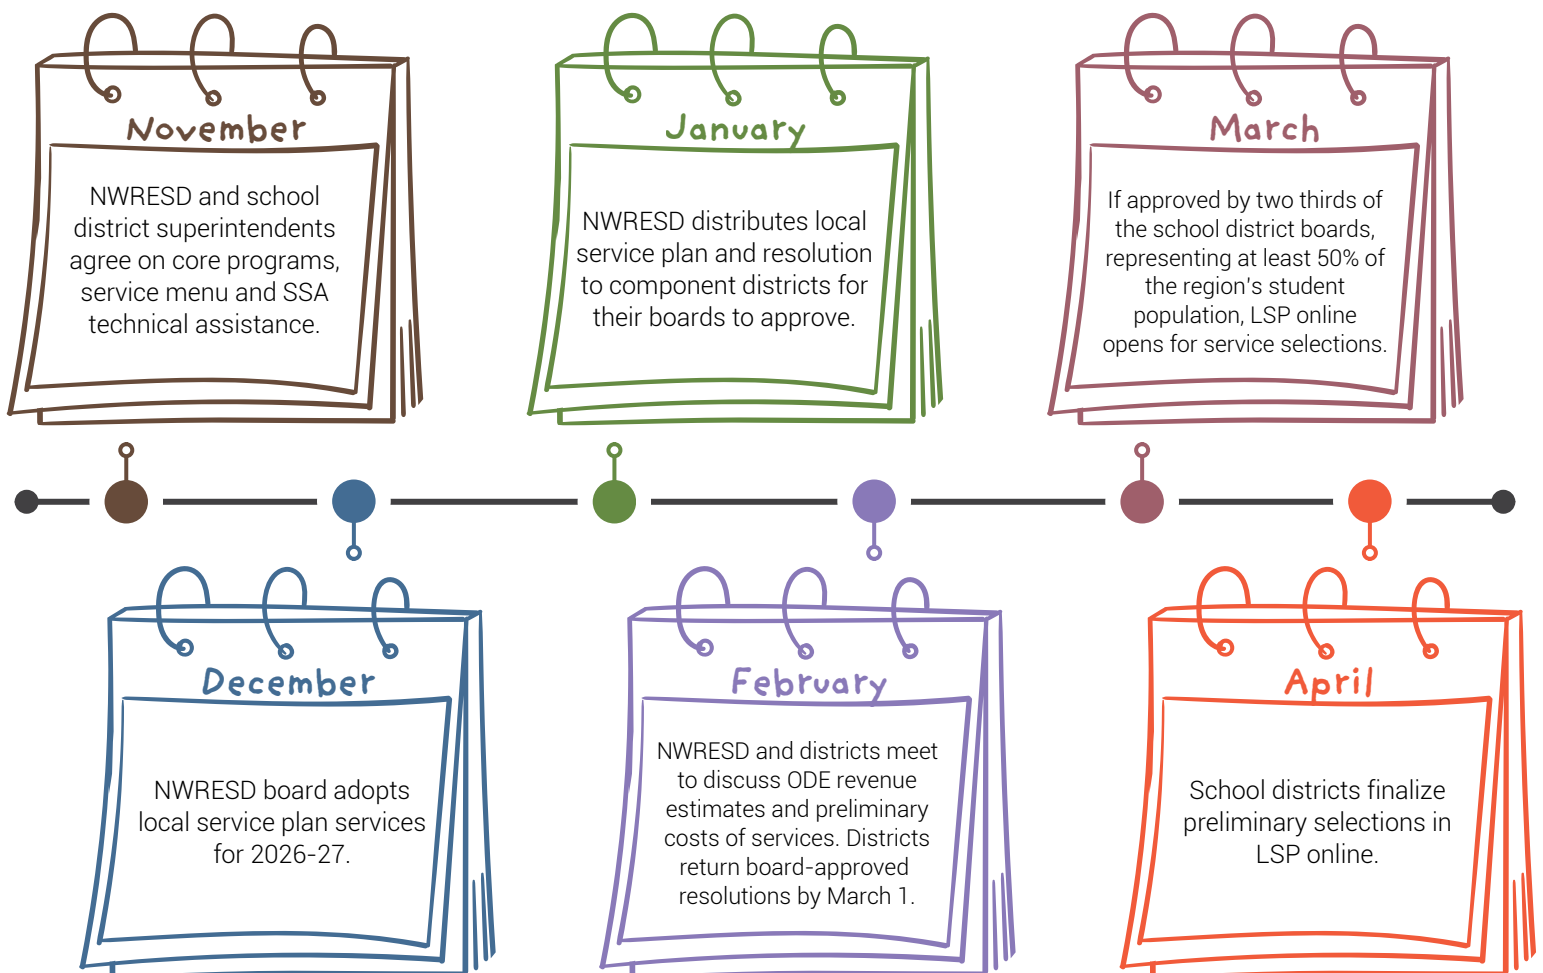 November
NWRESD and school
district superintendents
agree on core programs,
service menu and SSA
technical assistance.
January
NWRESD distributes local
service plan and resolution
to component districts for
their boards to approve.
March
If approved by two thirds of
the school district boards,
representing at least 50% of
the region's student
population, LSP online
opens for service selections.
December
NWRESD board adopts
local service plan services
for 2026-27.
February
NWRESD and districts meet
to discuss ODE revenue
estimates and preliminary
costs of services. Districts
return board-approved
resolutions by March 1.
April
School districts finalize
preliminary selections in
LSP online.